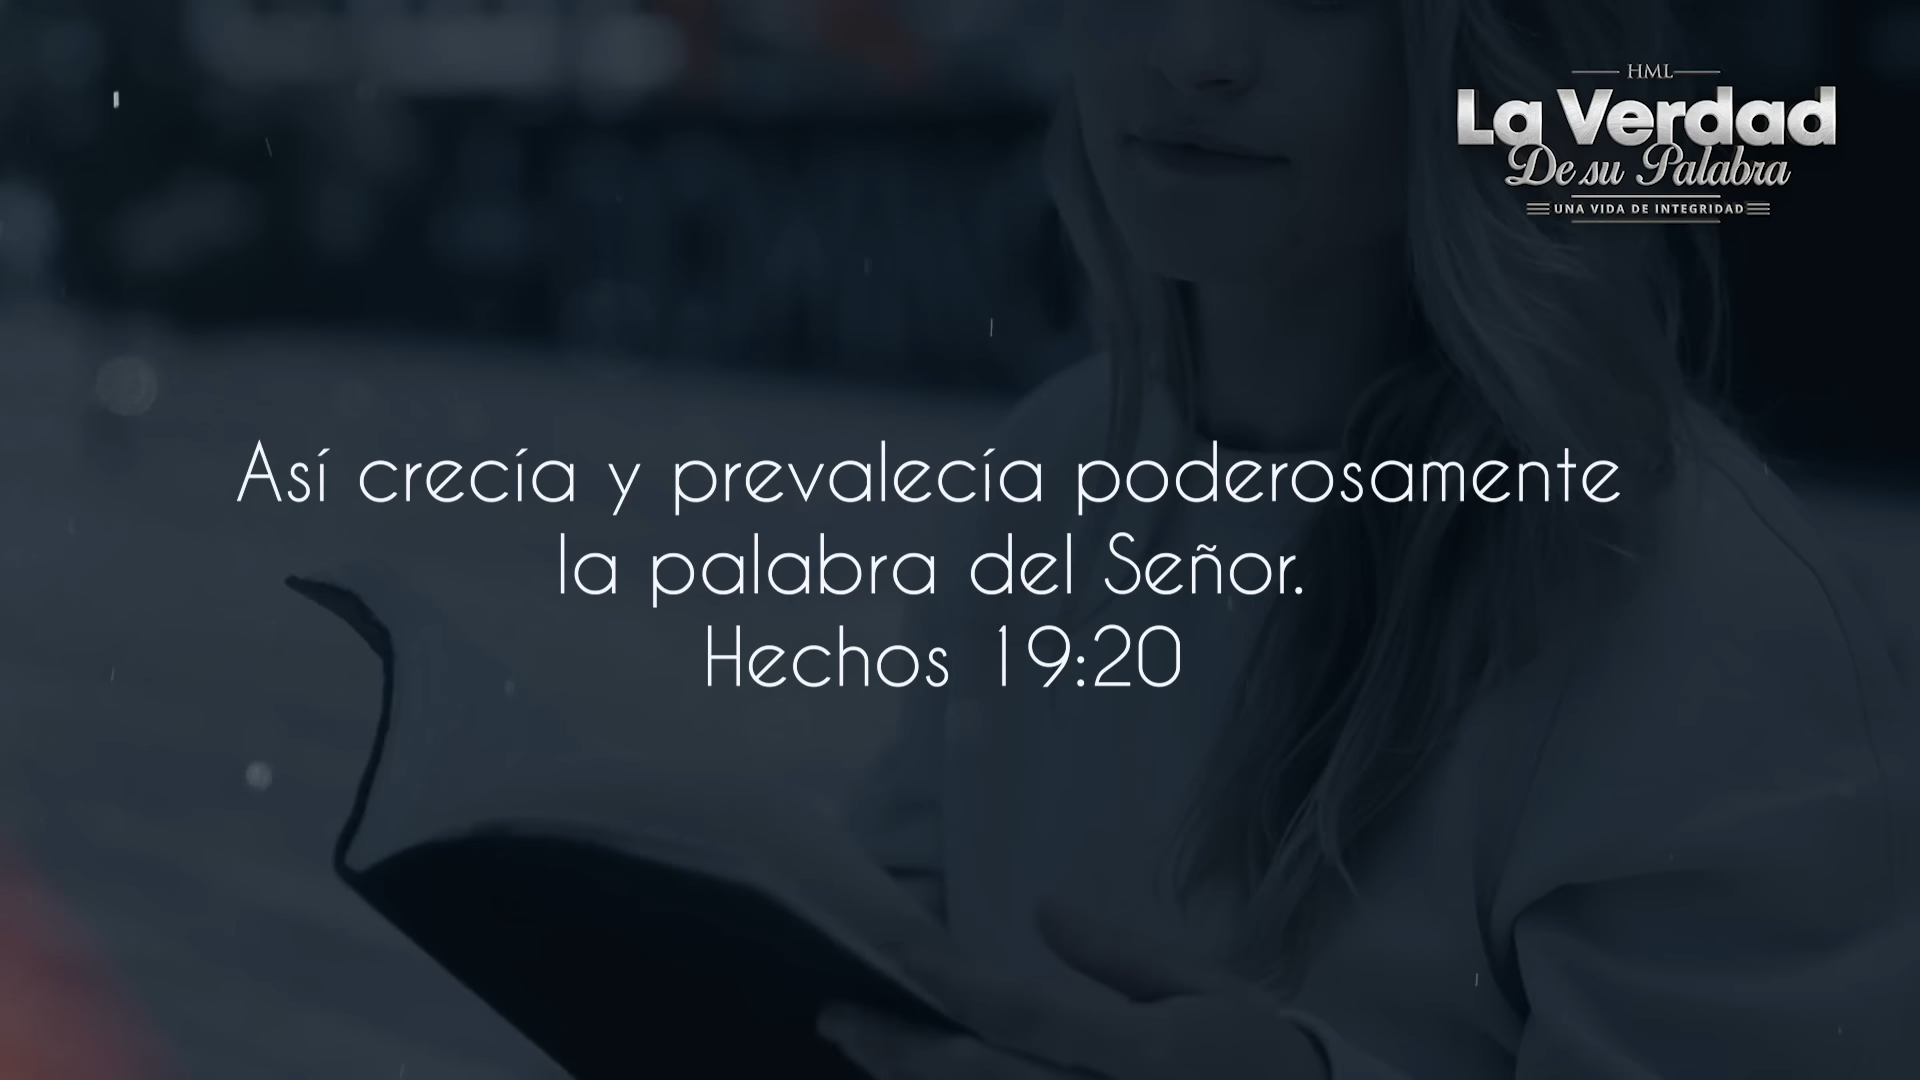 HML
La Verdad
De su Palabra
UNA VIDA DE INTEGRIDAD
Así crecía y prevalecía poderosamente
la palabra del Señor.
Hechos 19:20